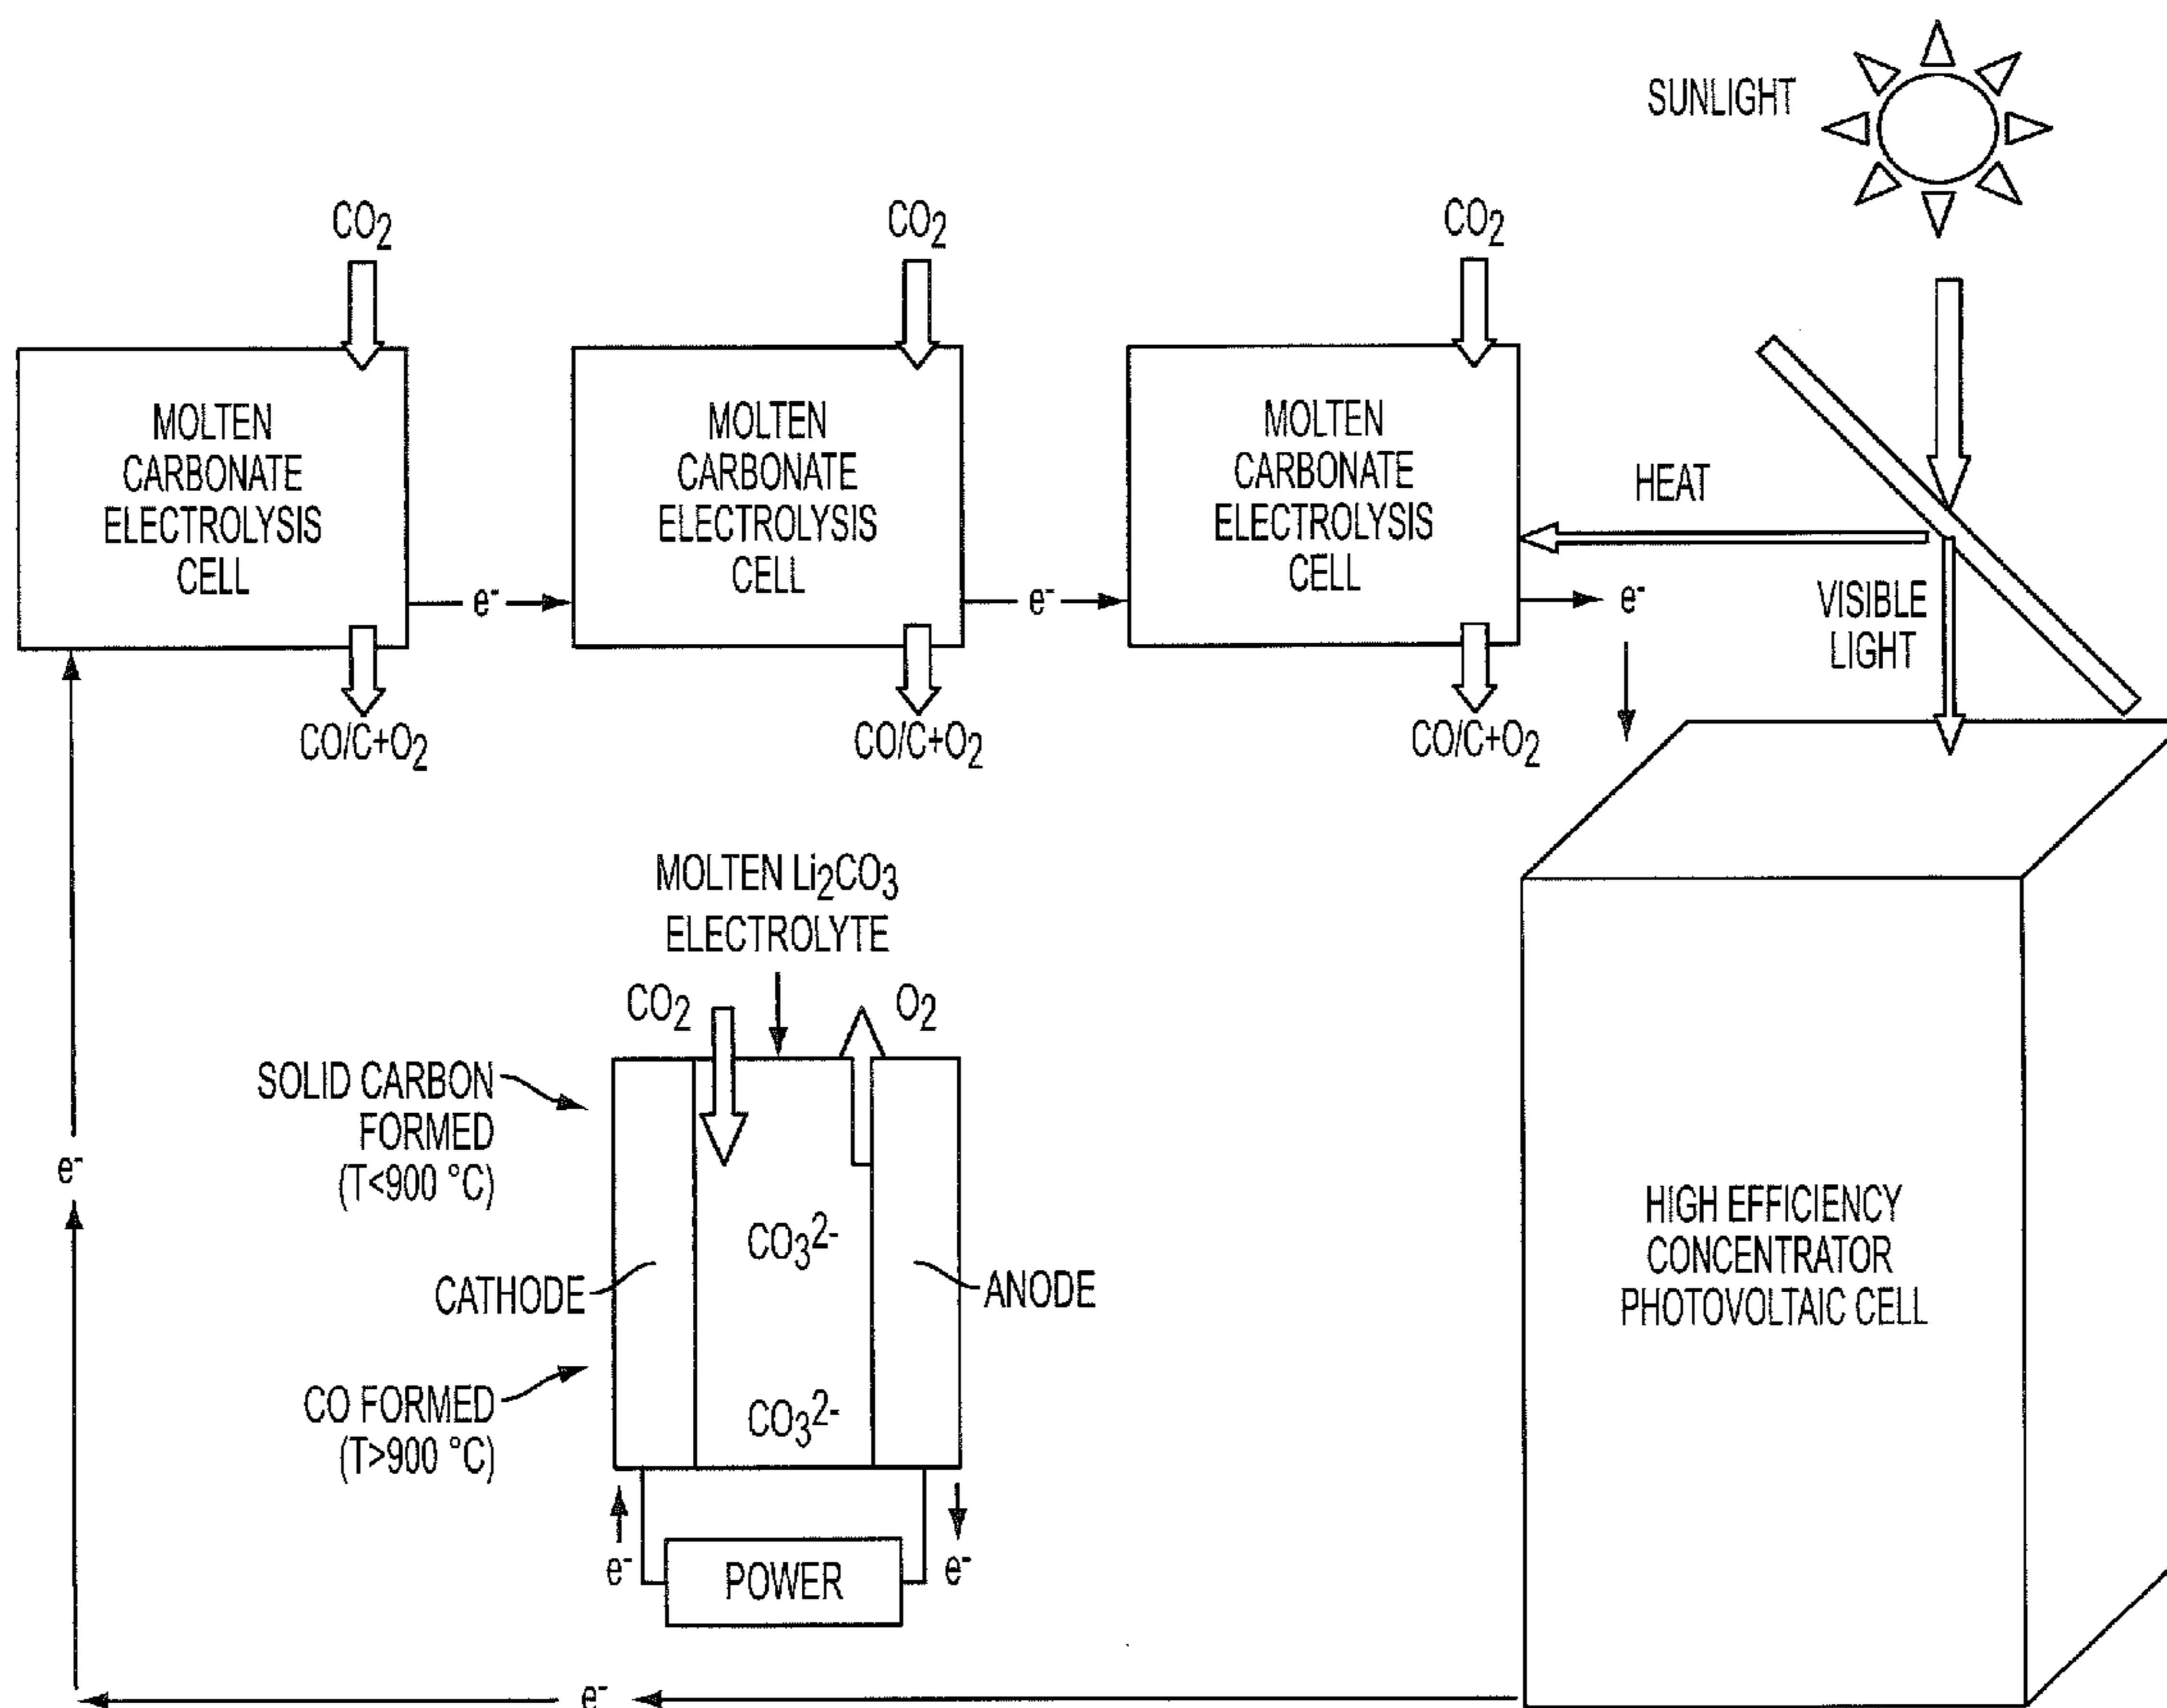 SUNLIGHT
CO2
CO2
CO2
MOLTEN
CARBONATE
ELECTROLYSIS
CELL
MOLTEN
CARBONATE
ELECTROLYSIS
CELL
MOLTEN
CARBONATE
ELECTROLYSIS
CELL
HEAT
e-
e-
e-
VISIBLE
LIGHT
CO/C+O2
CO/C+O2
CO/C+O2
MOLTEN Li2CO3
ELECTROLYTE
CO2
O2
SOLID CARBON
FORMED
(T<900 °C)
e-
CO3 2-
CATHODE
ANODE
HIGH EFFICIENCY
CONCENTRATOR
PHOTOVOLTAIC CELL
CO FORMED
(T>900 °C)
CO3 2-
e-
POWER
e-
e-